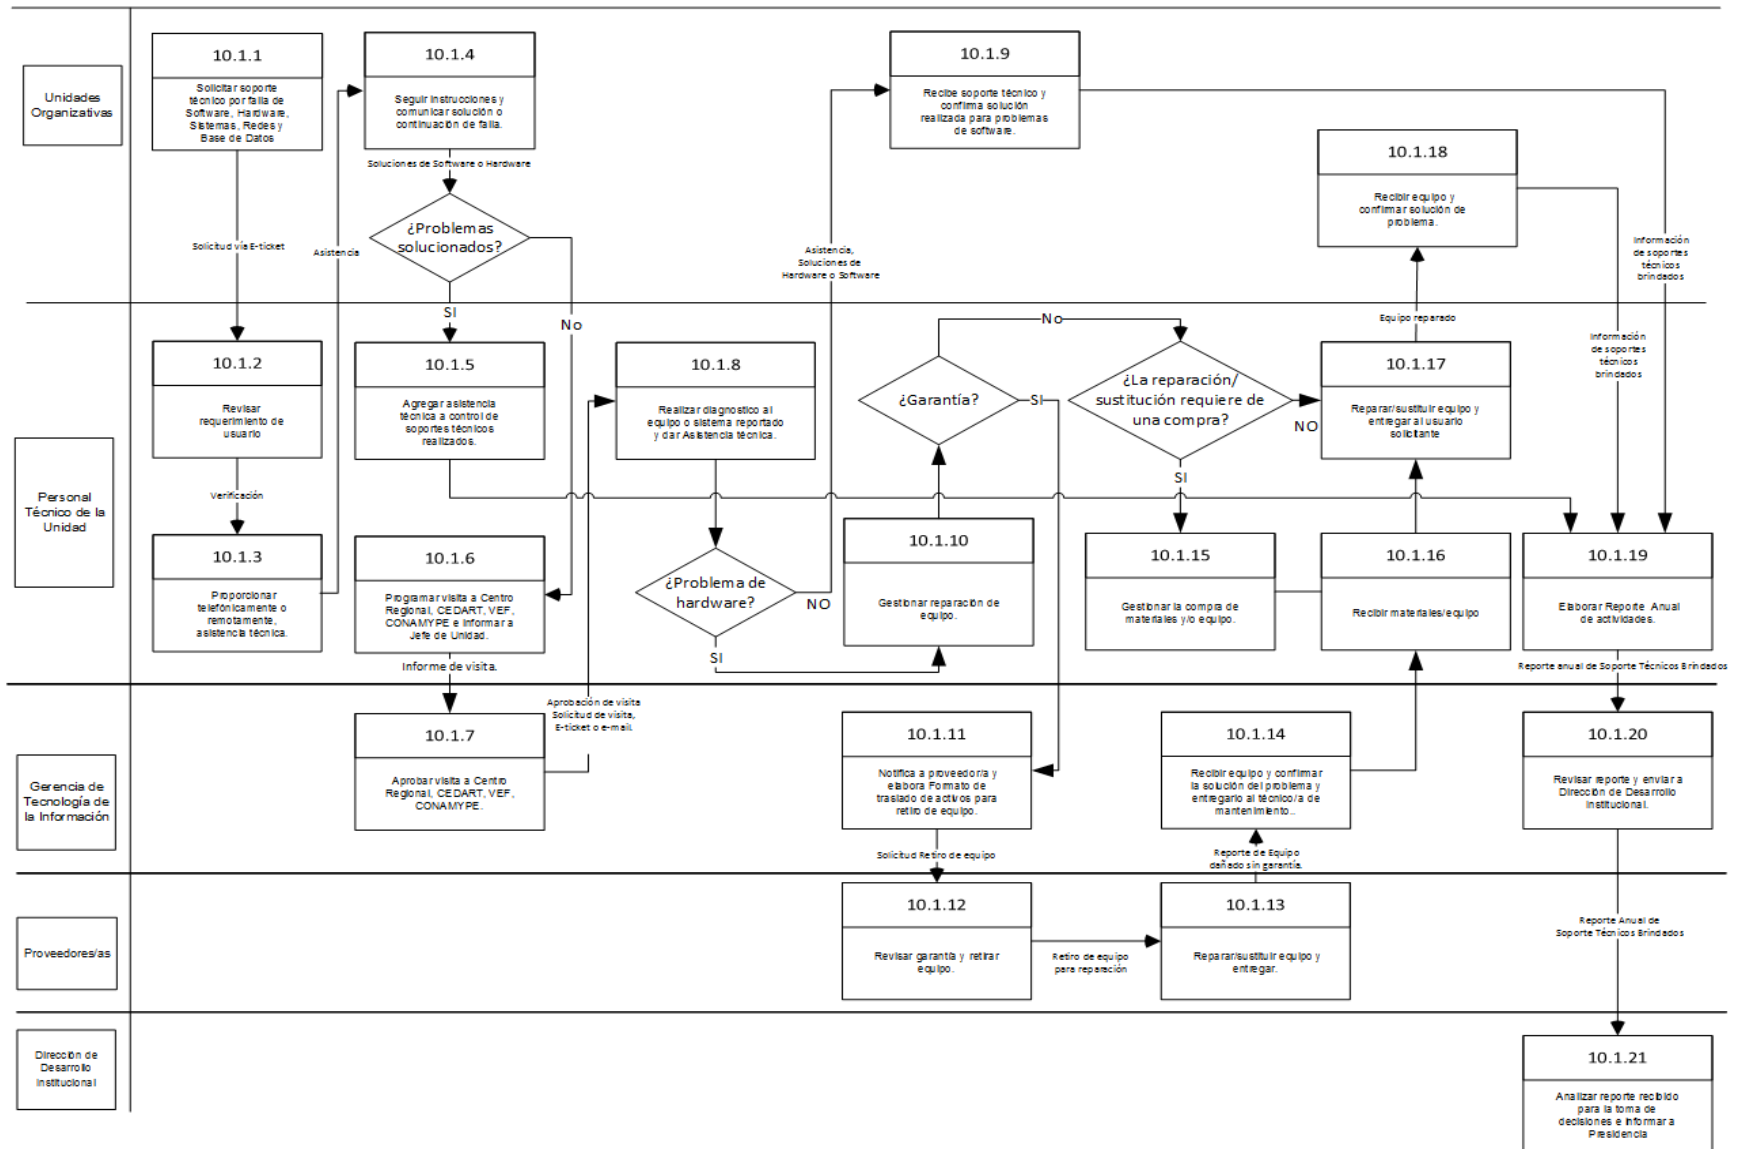 Unidades
Organizativas
10.1.1
Solicitar soporte
técnico por falla de
Software, Hardware,
Sistemas, Redes y
Base de Datos
10.1.4
Seguir instrucciones y
comunicar solución o
continuación de falla.
10.1.9
Recibe soporte técnico y
confirma solución
realizada para problemas
de software.
10.1.18
Recibir equipo y
confirmar solución de
problema.
Soluciones de Software o Hardware
¿Problemas
solucionados?
Solicitud vía E-ticket
Asistencia
Asistencia,
Soluciones de
Hardware o Software
Información
de soportes
técnicos
brindados
SI
No
Equipo reparado
Información
de soportes
técnicos
brindados
Personal
Técnico de la
Unidad
10.1.2
Revisar
requerimiento de
usuario
Verificación
10.1.3
Proporcionar
telefónicamente o
remotamente,
asistencia técnica.
10.1.5
Agregar asistencia
técnica a control de
soportes técnicos
realizados.
10.1.6
Programar visita a Centro
Regional, CEDART, VEF,
CONAMYPE e informar a
Jefe de Unidad.
Informe de visita.
10.1.8
Realizar diagnostico al
equipo o sistema reportado
y dar Asistencia técnica.
¿Problema de
hardware?
NO
SI
10.1.10
Gestionar reparación de
equipo.
¿Garantía?
No
SI
¿La reparación/
sustitución requiere de
una compra?
NO
SI
10.1.15
Gestionar la compra de
materiales y/o equipo.
10.1.17
Reparar/sustituir equipo y
entregar al usuario
solicitante
10.1.16
Recibir materiales/equipo
10.1.19
Elaborar Reporte Anual
de actividades.
Reporte anual de Soporte Técnicos Brindados
Gerencia de
Tecnología de
la Información
10.1.7
Aprobar visita a Centro
Regional, CEDART, VEF,
CONAMYPE.
Aprobación de visita
Solicitud de visita,
E-ticket o e-mail.
10.1.11
Notifica a proveedor/a y
elabora Formato de
traslado de activos para
retiro de equipo.
Solicitud Retiro de equipo
10.1.14
Recibir equipo y confirmar
la solución del problema y
entregarlo al técnico/a de
mantenimiento..
Reporte de Equipo
dañado sin garantía.
10.1.20
Revisar reporte y enviar a
Dirección de Desarrollo
Institucional.
Proveedores/as
10.1.12
Revisar garantía y retirar
equipo.
Retiro de equipo
para reparación
10.1.13
Reparar/sustituir equipo y
entregar.
Reporte Anual de
Soporte Técnicos Brindados
Dirección de
Desarrollo
Institucional
10.1.21
Analizar reporte recibido
para la toma de
decisiones e informar a
Presidencia